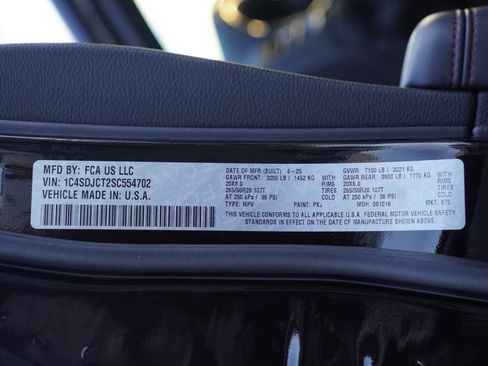 MFD BY: FCA US LLC
VIN: 1C4SDJCT2SC554702
VEHICLE MADE IN: U.S.A.
DATE OF MFR (BUILT): 6-25 GVWR: 7100 LB / 3221 KG
GAWR FRONT: 3200 LB / 1452 KG WITH GAWR REAR: 3900 LB / 1770 KG WITH
20X8.0 TIRES 20X8.0 TIRES
265/50R20 107T RIMS 265/50R20 107T RIMS
AT 250 kPa / 36 PSI COLD AT 250 kPa / 36 PSI COLD
TYPE: MPV PAINT: PXJ MDH: 061016 MKT: 875
THIS VEHICLE CONFORMS TO ALL APPLICABLE U.S.A. FEDERAL MOTOR VEHICLE SAFETY
STANDARDS IN EFFECT ON THE DATE OF MANUFACTURE SHOWN ABOVE.